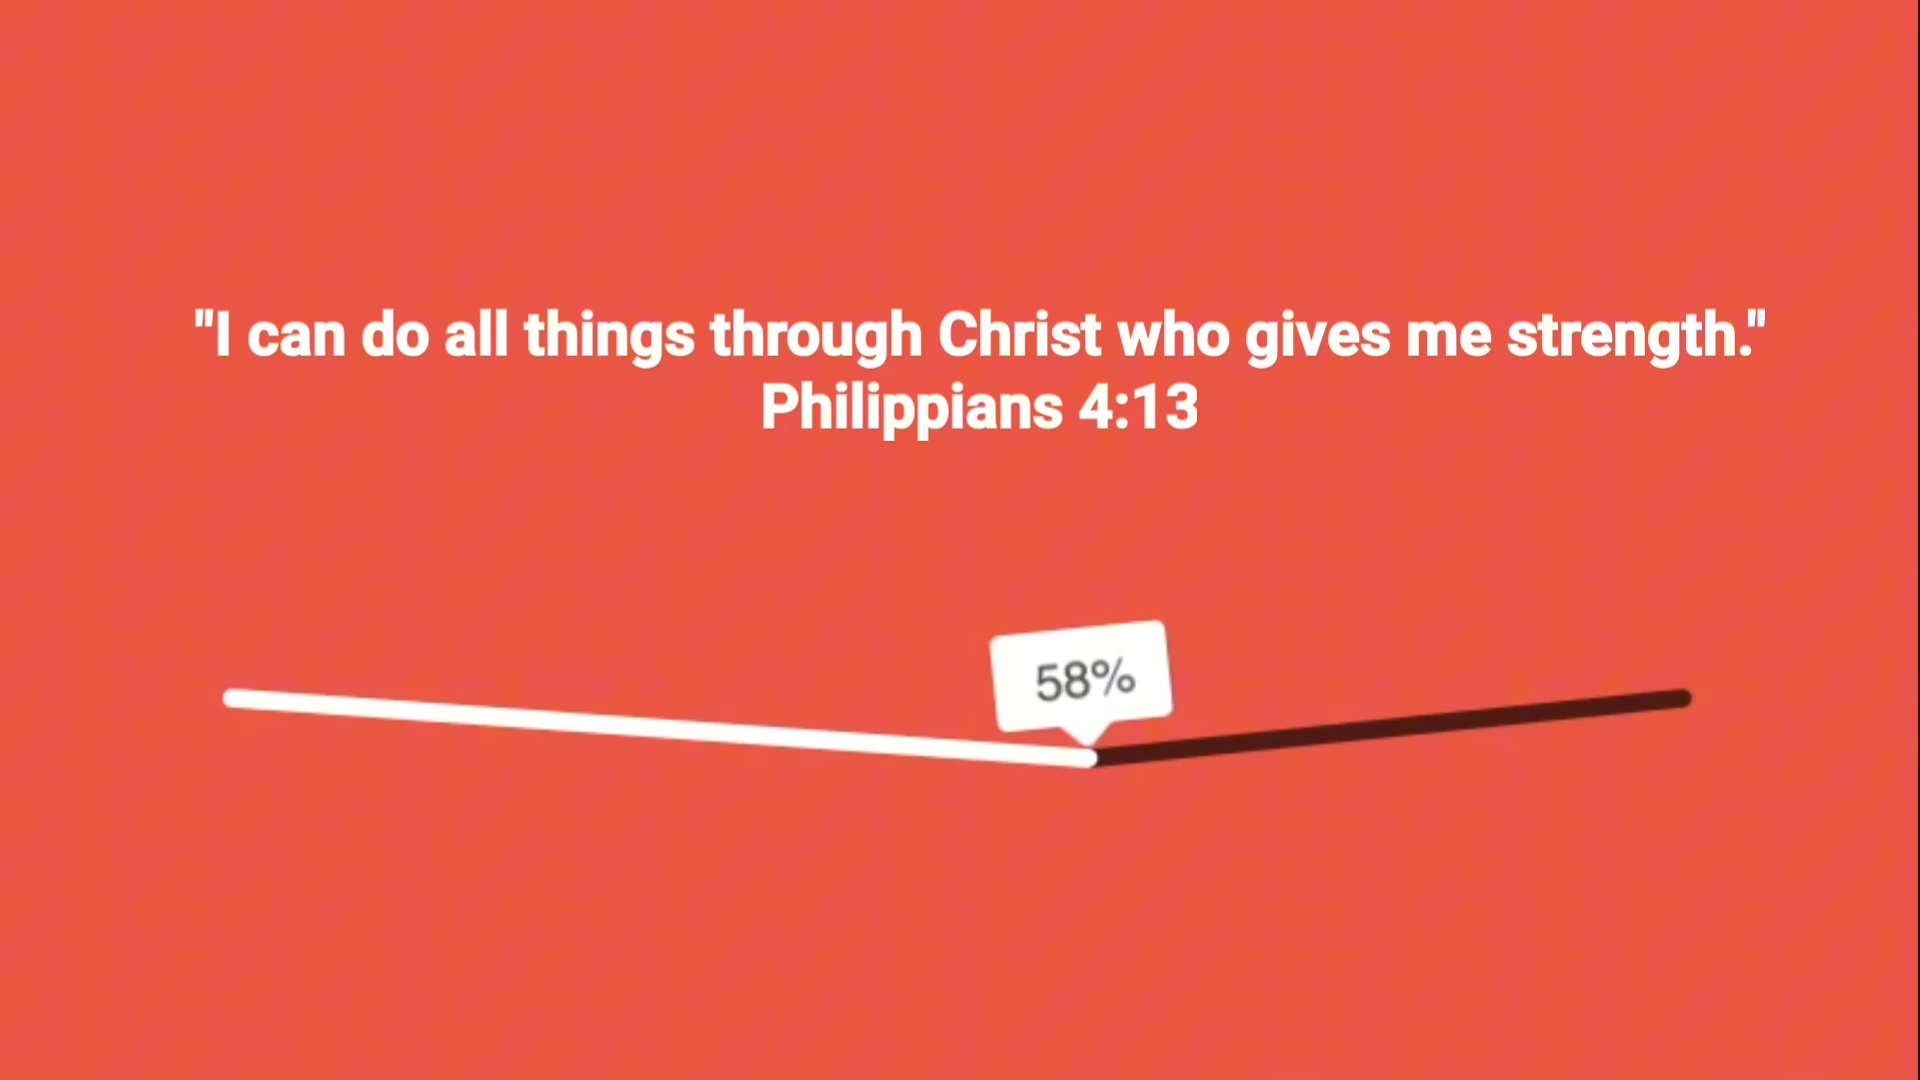 "I can do all things through Christ who gives me strength."
Philippians 4:13
58%